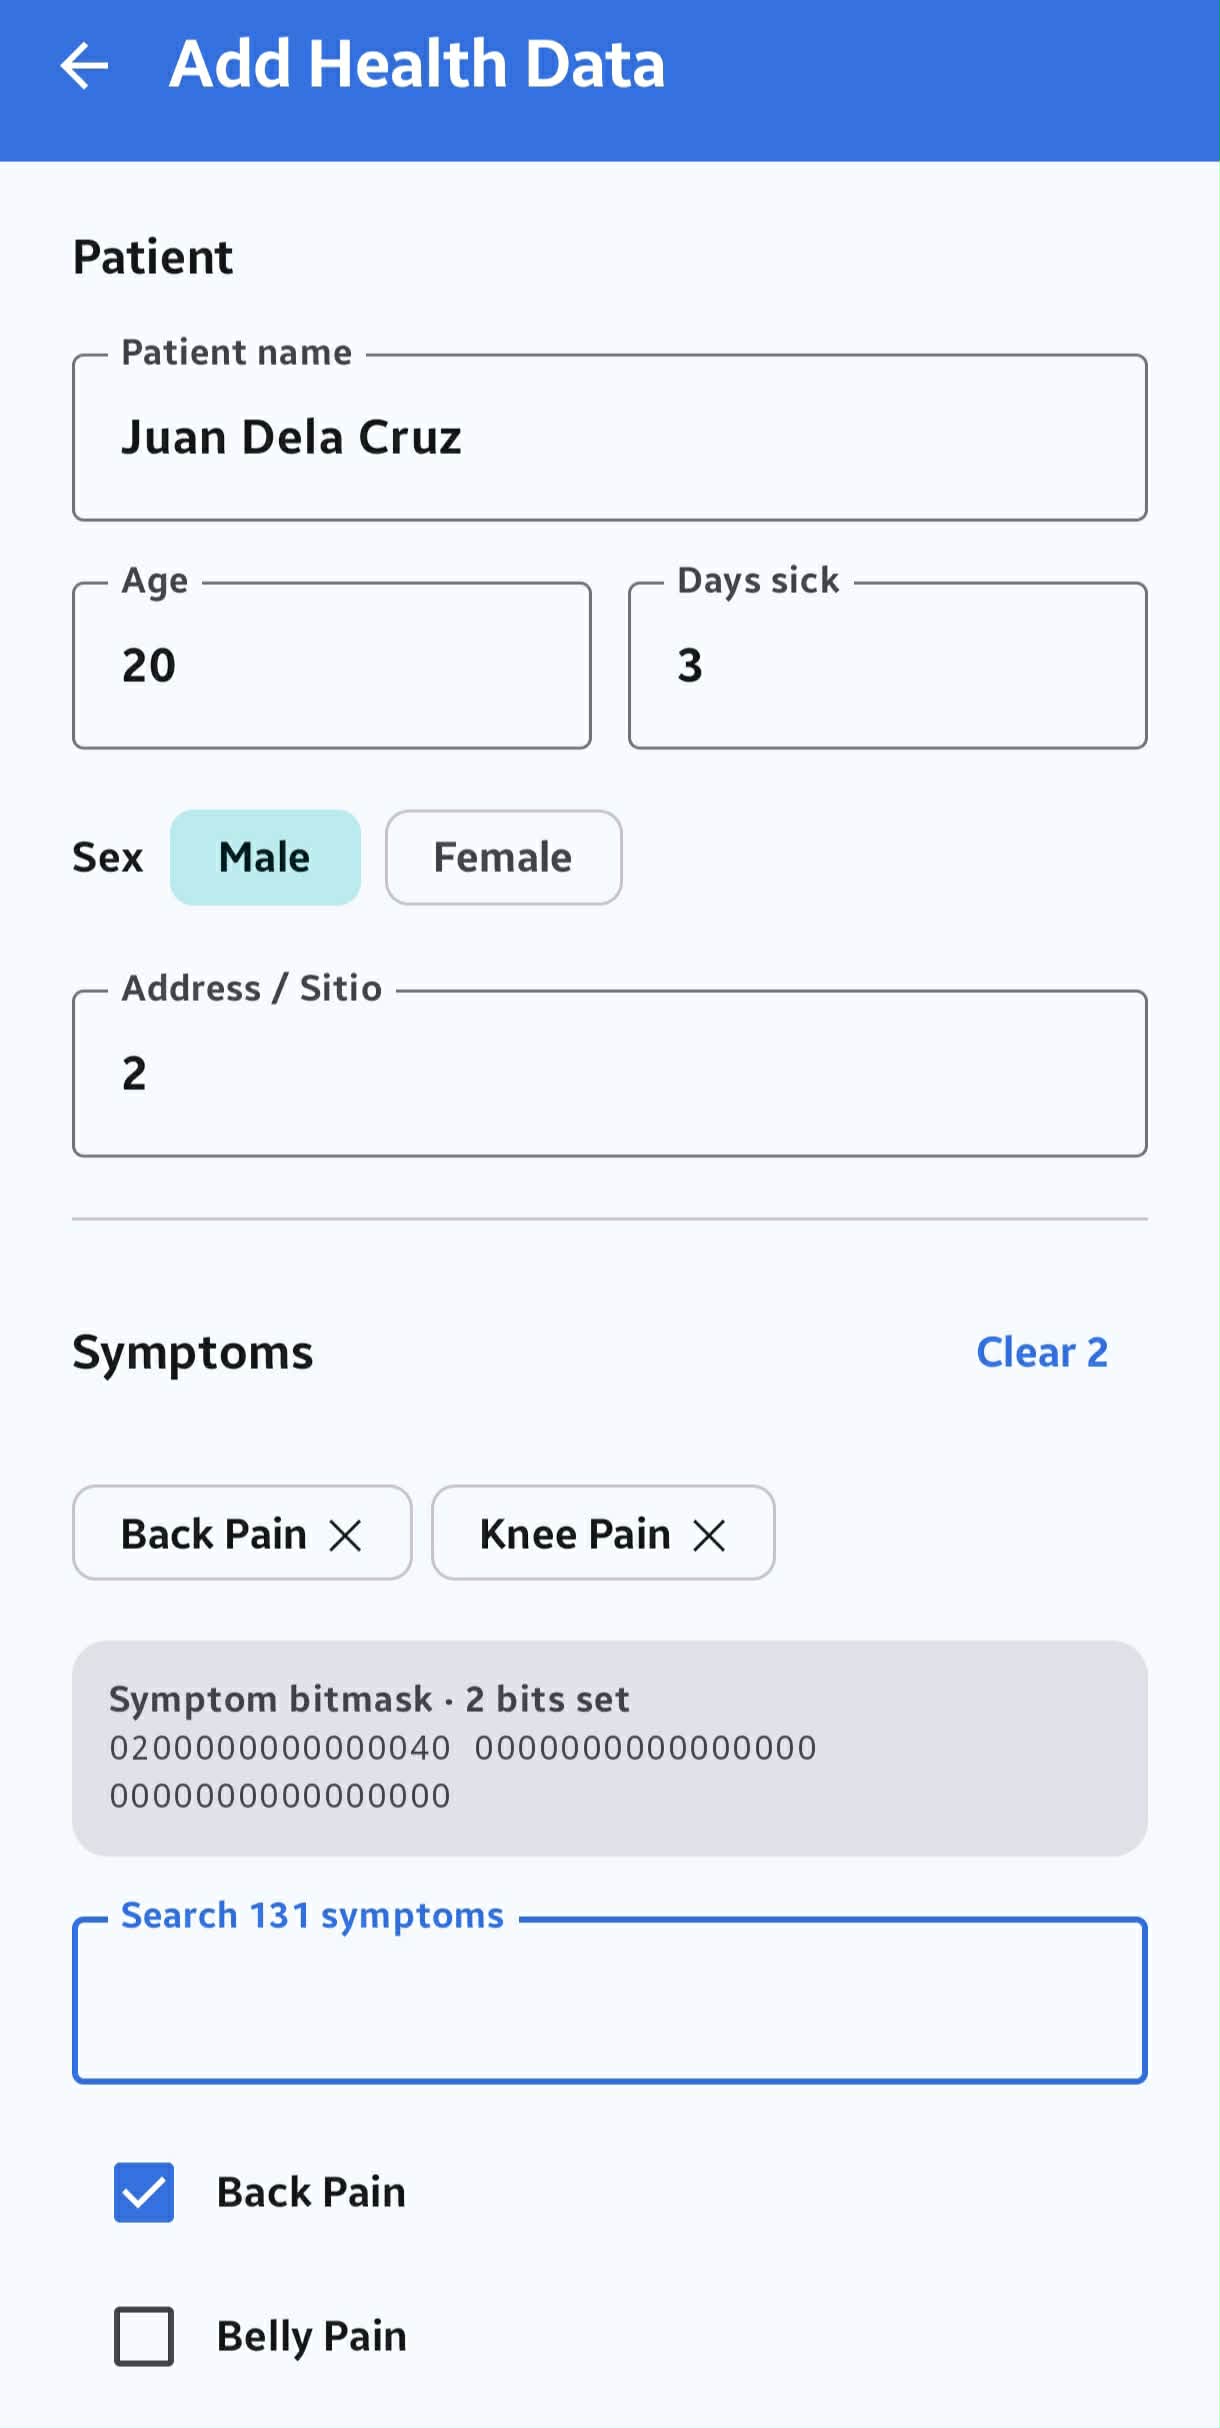 Add Health Data
Patient
Patient name
Juan Dela Cruz
Age
Days sick
20
3
Sex
Male
Female
Address / Sitio
2
Symptoms
Clear 2
Back Pain
Knee Pain
Symptom bitmask · 2 bits set
0200000000000040 0000000000000000
0000000000000000
Search 131 symptoms
Back Pain
Belly Pain